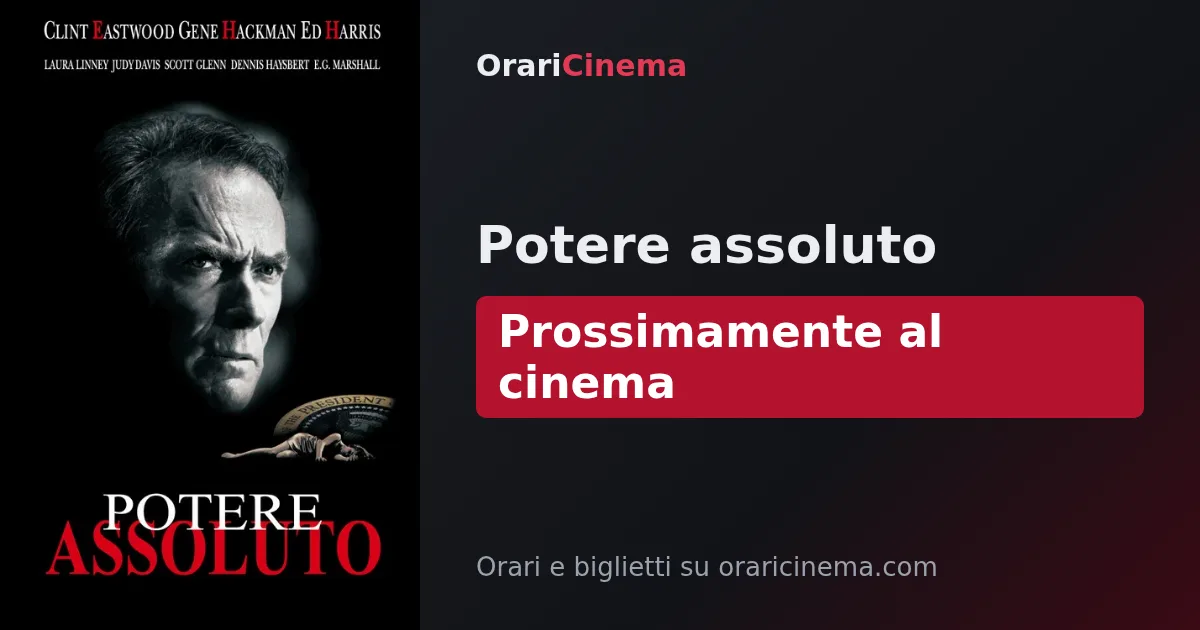 CLINT EASTWOOD GENE HACKMAN ED HARRIS
LAURA LINNEY JUDY DAVIS SCOTT GLENN DENNIS HAYSBERT E.G. MARSHALL
THE PRESIDENT
POTERE
ASSOLUTO
OrariCinema
Potere assoluto
Prossimamente al
cinema
Orari e biglietti su oraricinema.com